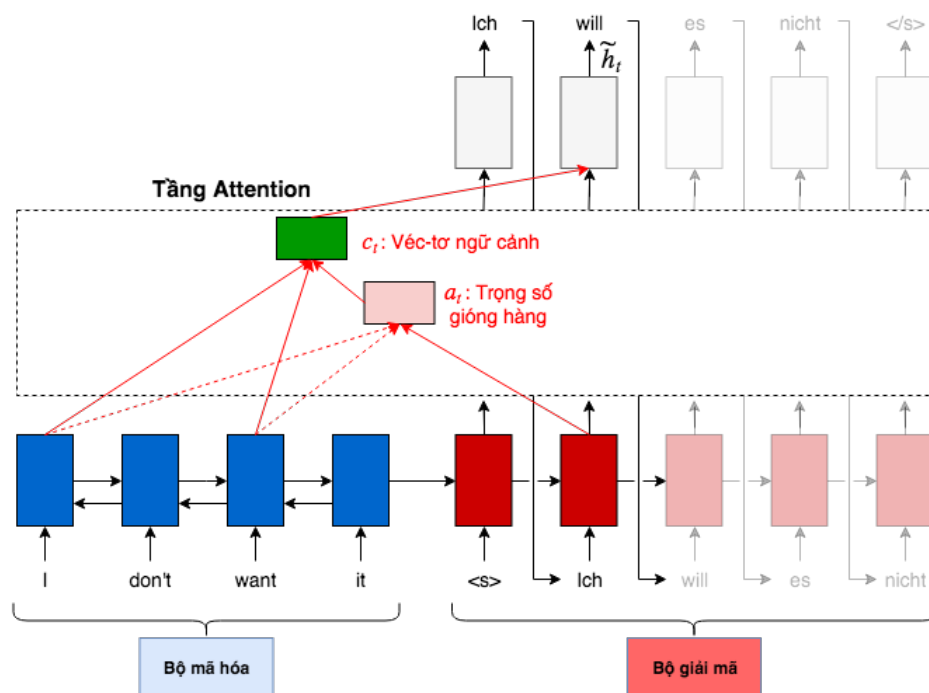 Ich will es nicht </s>
h̃ₜ
Tầng Attention
cₜ: Véc-tơ ngữ cảnh
aₜ: Trọng số
gióng hàng
I don't want it <s> Ich will es nicht
Bộ mã hóa Bộ giải mã